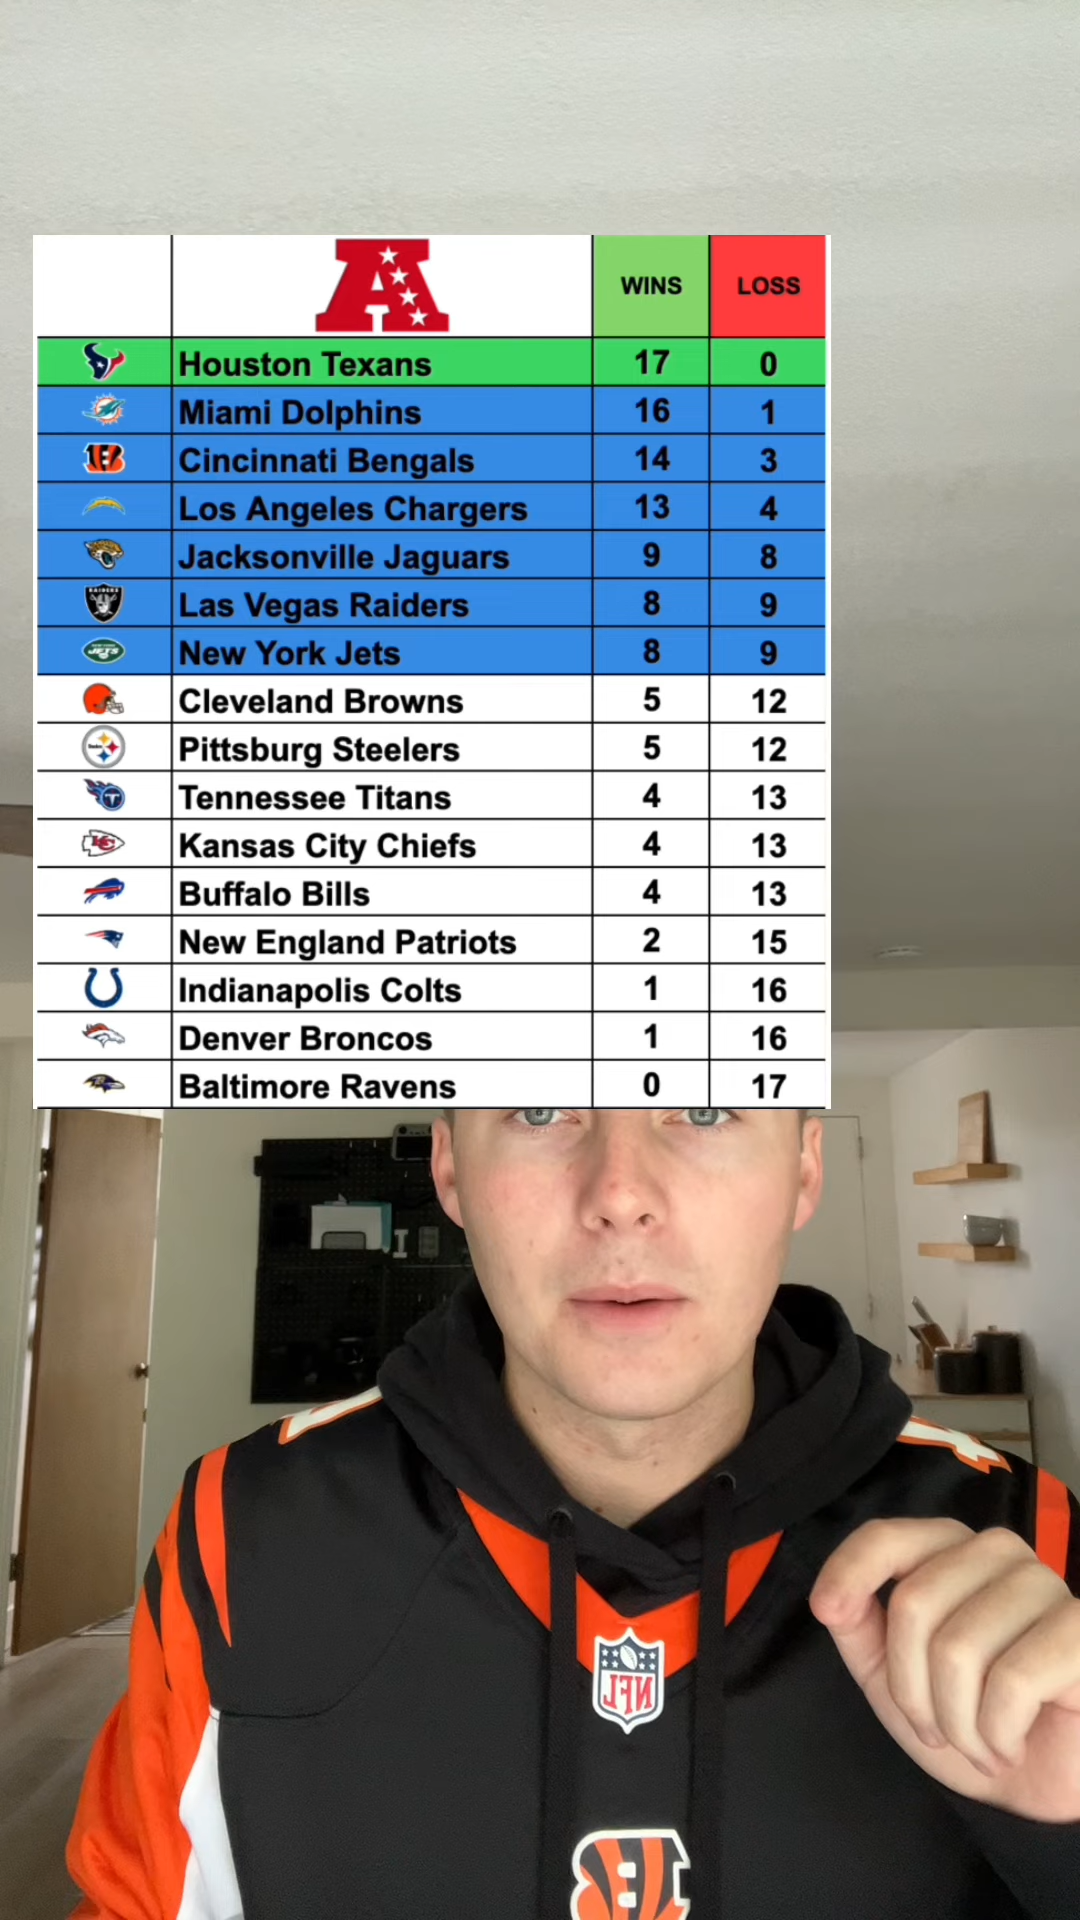 WINS LOSS
Houston Texans 17 0
Miami Dolphins 16 1
Cincinnati Bengals 14 3
Los Angeles Chargers 13 4
Jacksonville Jaguars 9 8
RAIDERS Las Vegas Raiders 8 9
JETS New York Jets 8 9
Cleveland Browns 5 12
Pittsburg Steelers 5 12
Tennessee Titans 4 13
Kansas City Chiefs 4 13
Buffalo Bills 4 13
New England Patriots 2 15
Indianapolis Colts 1 16
Denver Broncos 1 16
Baltimore Ravens 0 17
NFL
B